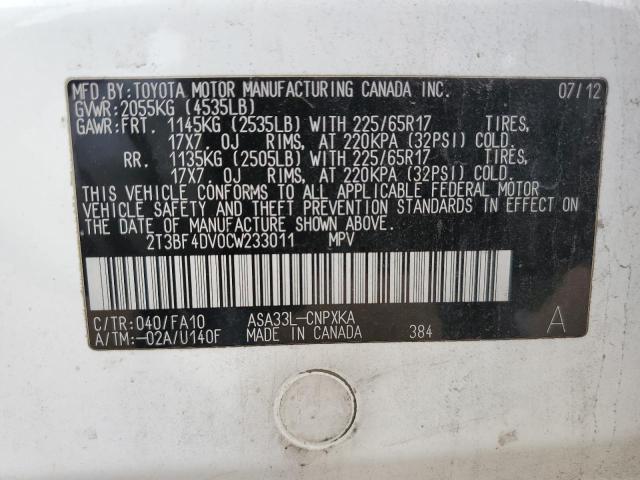 MFD.BY:TOYOTA MOTOR MANUFACTURING CANADA INC. 07/12
GVWR:2055KG (4535LB)
GAWR:FRT. 1145KG (2535LB) WITH 225/65R17 TIRES,
17X7. OJ RIMS, AT 220KPA (32PSI) COLD.
RR. 1135KG (2505LB) WITH 225/65R17 TIRES,
17X7. OJ RIMS, AT 220KPA (32PSI) COLD.
THIS VEHICLE CONFORMS TO ALL APPLICABLE FEDERAL MOTOR
VEHICLE SAFETY AND THEFT PREVENTION STANDARDS IN EFFECT ON
THE DATE OF MANUFACTURE SHOWN ABOVE.
2T3BF4DV0CW233011 MPV
C/TR:040/FA10 ASA33L-CNPXKA
A/TM:-02A/U140F MADE IN CANADA 384 A